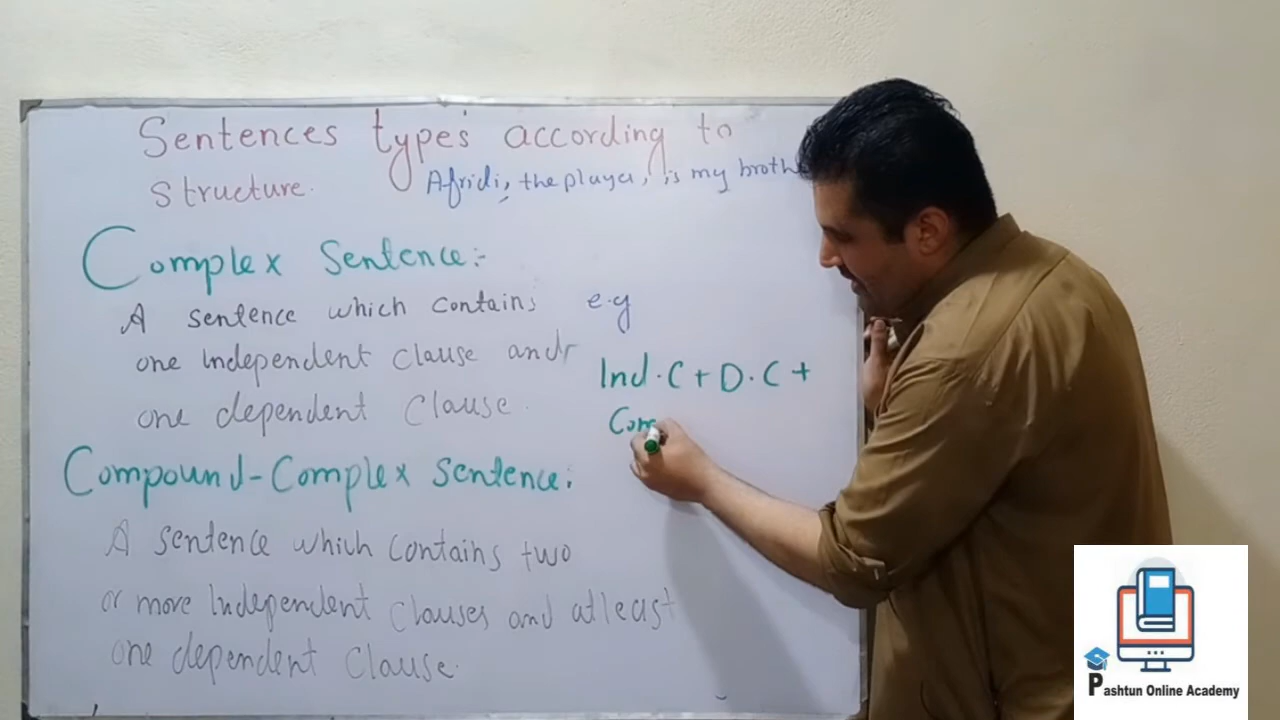 Sentences types according to
structure.
Afridi, the player, is my broth
Complex Sentence:-
A sentence which contains
one independent clause and
one dependent clause.
e.g
Ind.C + D.C +
Com
Compound-Complex sentence:
A sentence which contains two
or more independent clauses and atleast
one dependent clause.
Pashtun Online Academy